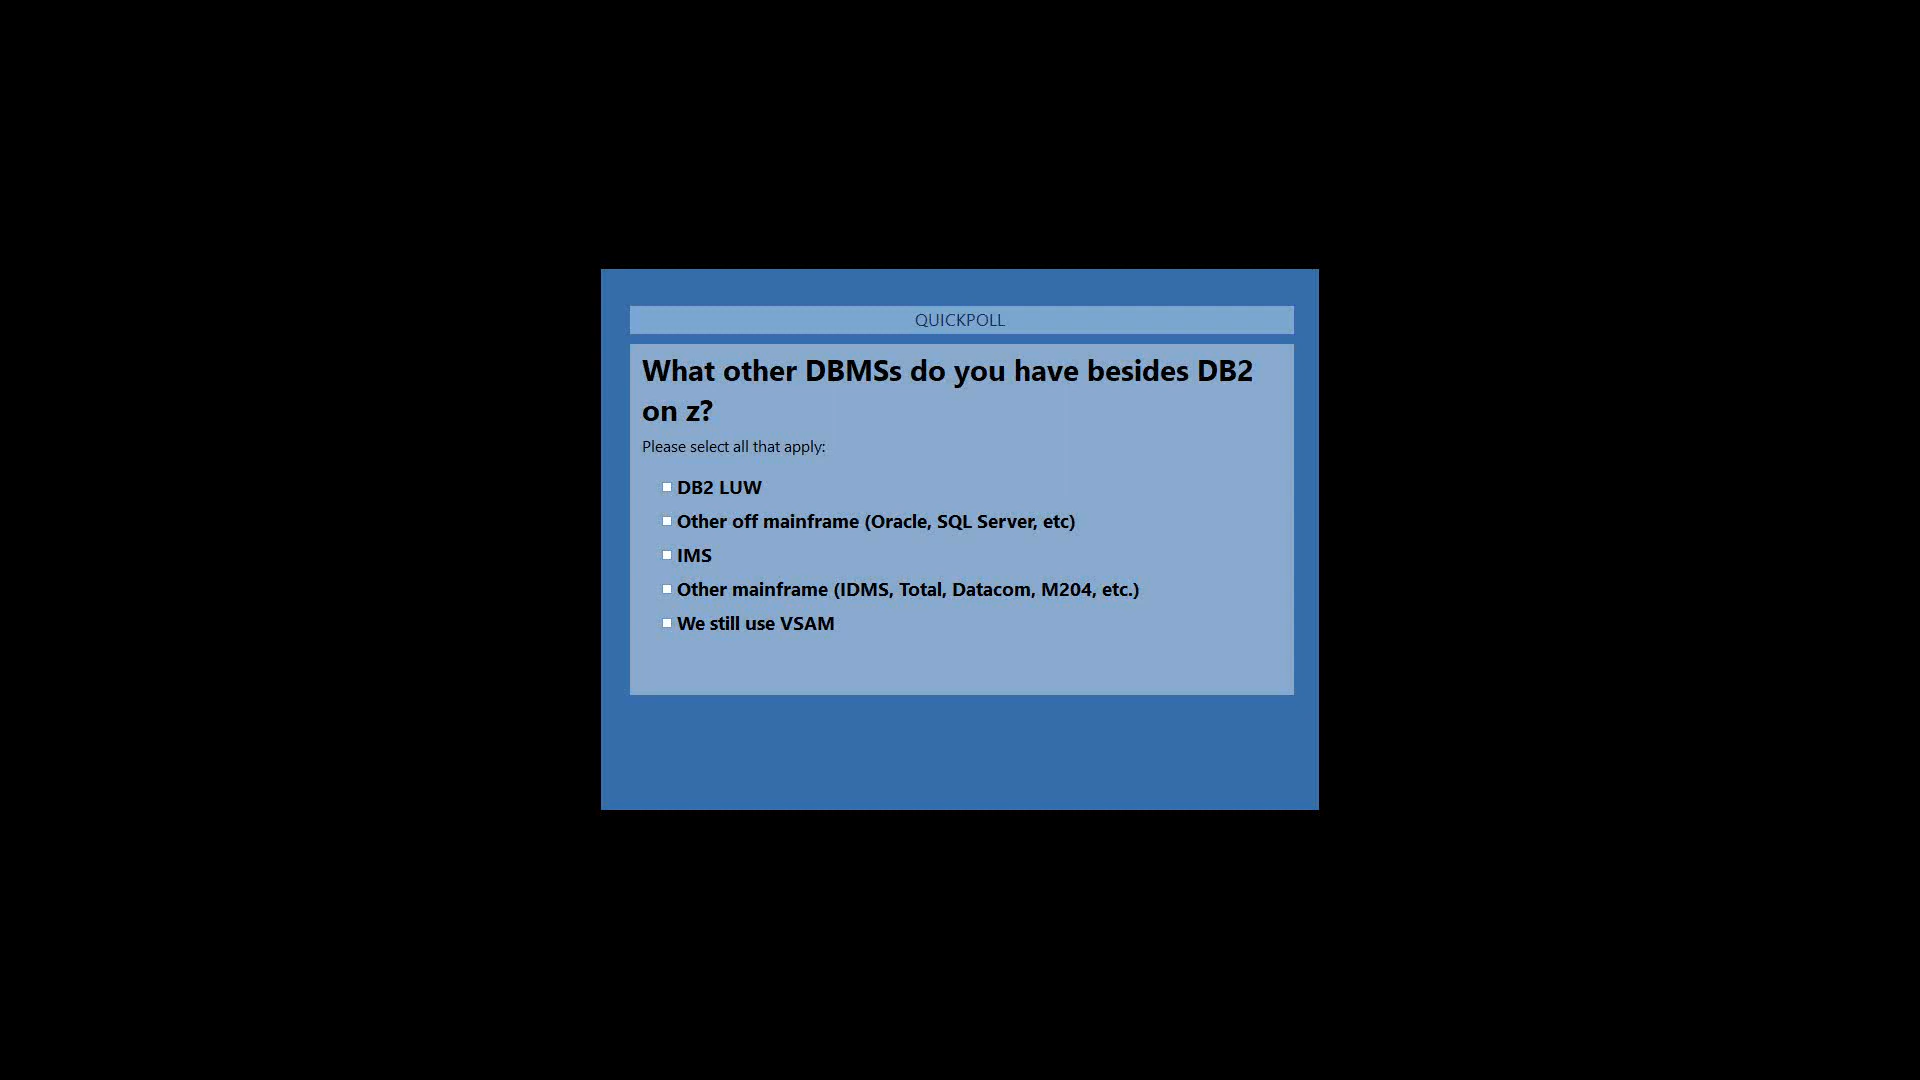 QUICKPOLL
What other DBMSs do you have besides DB2
on z?
Please select all that apply:
DB2 LUW
Other off mainframe (Oracle, SQL Server, etc)
IMS
Other mainframe (IDMS, Total, Datacom, M204, etc.)
We still use VSAM